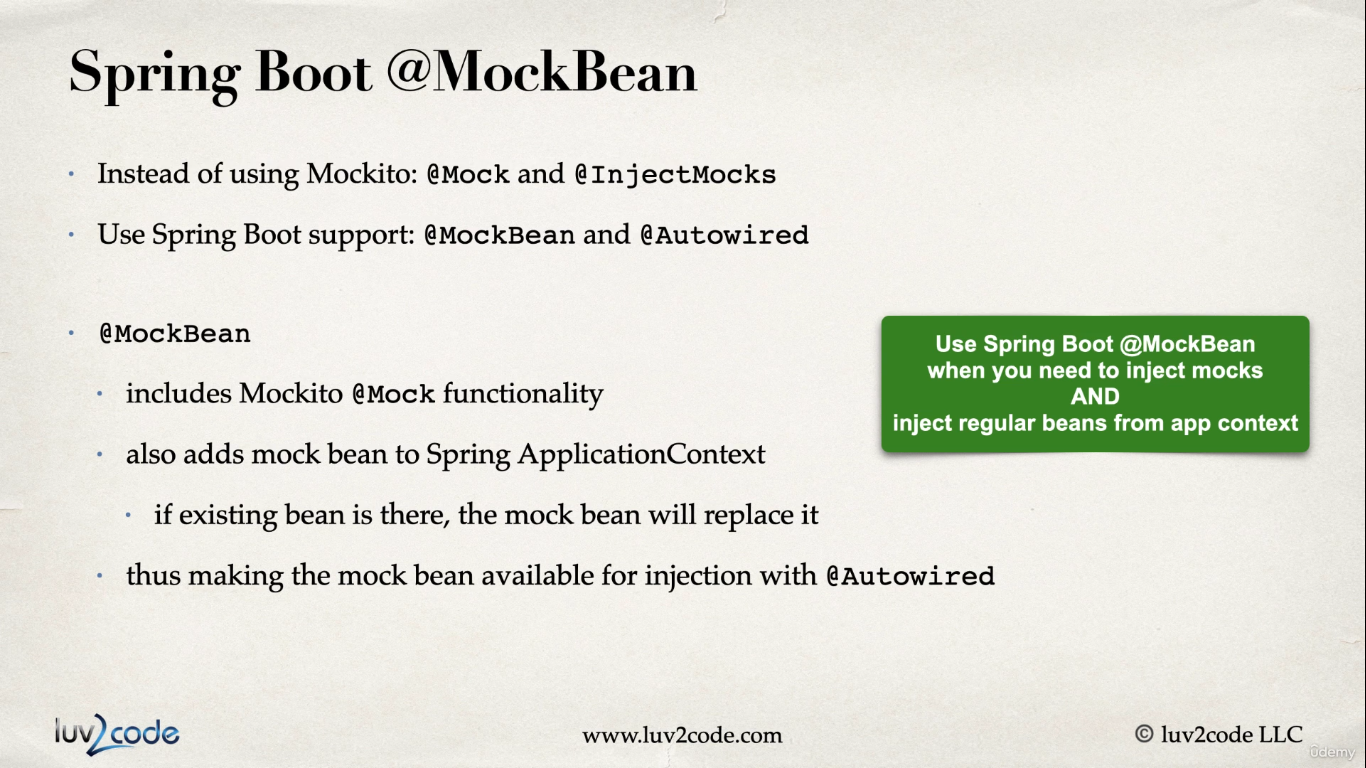 Spring Boot @MockBean
Instead of using Mockito: @Mock and @InjectMocks
Use Spring Boot support: @MockBean and @Autowired
@MockBean
includes Mockito @Mock functionality
also adds mock bean to Spring ApplicationContext
if existing bean is there, the mock bean will replace it
thus making the mock bean available for injection with @Autowired
Use Spring Boot @MockBean
when you need to inject mocks
AND
inject regular beans from app context
luv2code
www.luv2code.com
© luv2code LLC
ûdemy